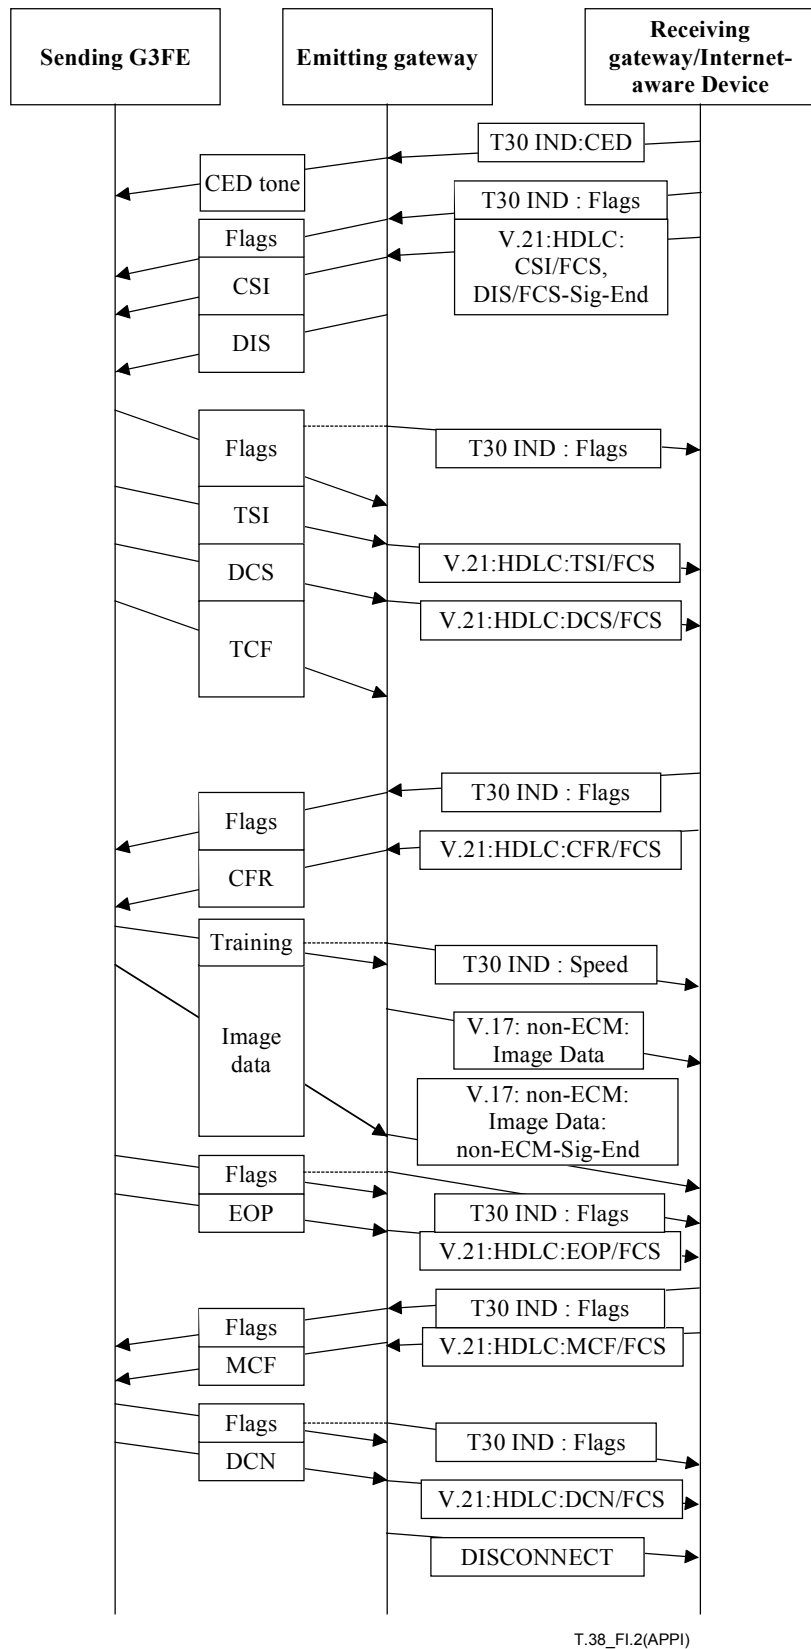 Sending G3FE
Emitting gateway
Receiving
gateway/Internet-
aware Device
T30 IND:CED
CED tone
T30 IND : Flags
Flags
V.21:HDLC:
CSI/FCS,
DIS/FCS-Sig-End
CSI
DIS
Flags
T30 IND : Flags
TSI
V.21:HDLC:TSI/FCS
DCS
V.21:HDLC:DCS/FCS
TCF
T30 IND : Flags
Flags
V.21:HDLC:CFR/FCS
CFR
Training
T30 IND : Speed
Image
data
V.17: non-ECM:
Image Data
V.17: non-ECM:
Image Data:
non-ECM-Sig-End
Flags
EOP
T30 IND : Flags
V.21:HDLC:EOP/FCS
T30 IND : Flags
Flags
V.21:HDLC:MCF/FCS
MCF
Flags
T30 IND : Flags
DCN
V.21:HDLC:DCN/FCS
DISCONNECT
T.38_FI.2(APPI)